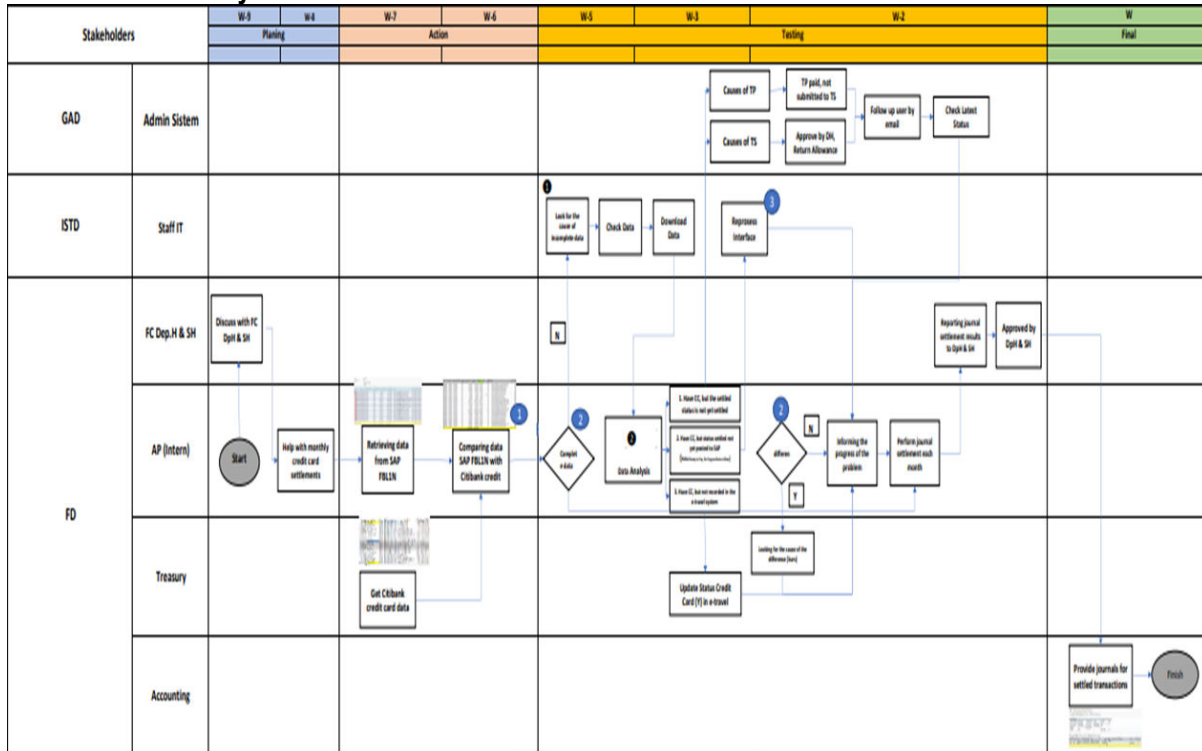 Stakeholders
W-9
W-8
W-7
W-6
W-5
W-3
W-2
W
Planing
Action
Testing
Final
GAD
Admin Sistem
Causes of TP
TP paid, not
submitted to TS
Follow up user by
email
Check Latest
Status
Causes of TS
Approve by DH,
Return Allowance
ISTD
Staff IT
1
Look for the
cause of
incomplete data
Check Data
Download
Data
Reprosess
Interface
3
FD
FC Dep.H & SH
Discuss with FC
DpH & SH
N
Reporting journal
settlement results
to DpH & SH
Approved by
DpH & SH
AP (Intern)
Start
Help with monthly
credit card
settlements
Retrieving data
from SAP
FBL1N
Comparing data
SAP FBL1N with
Citibank credit
1
Complet
e data
2
2
Data Analysis
1. Have CC, but the settled
status is not yet settled
2. Have CC, but status settled not
yet posted to SAP
3. Have CC, but not recorded in the
e-travel system
differen
2
N
Y
Informing the
progress of the
problem
Perform journal
settlement each
month
Treasury
Get Citibank
credit card data
Update Status Credit
Card (Y) in e-travel
Looking for the cause of the
difference
Accounting
Provide journals for
settled transactions
Finish